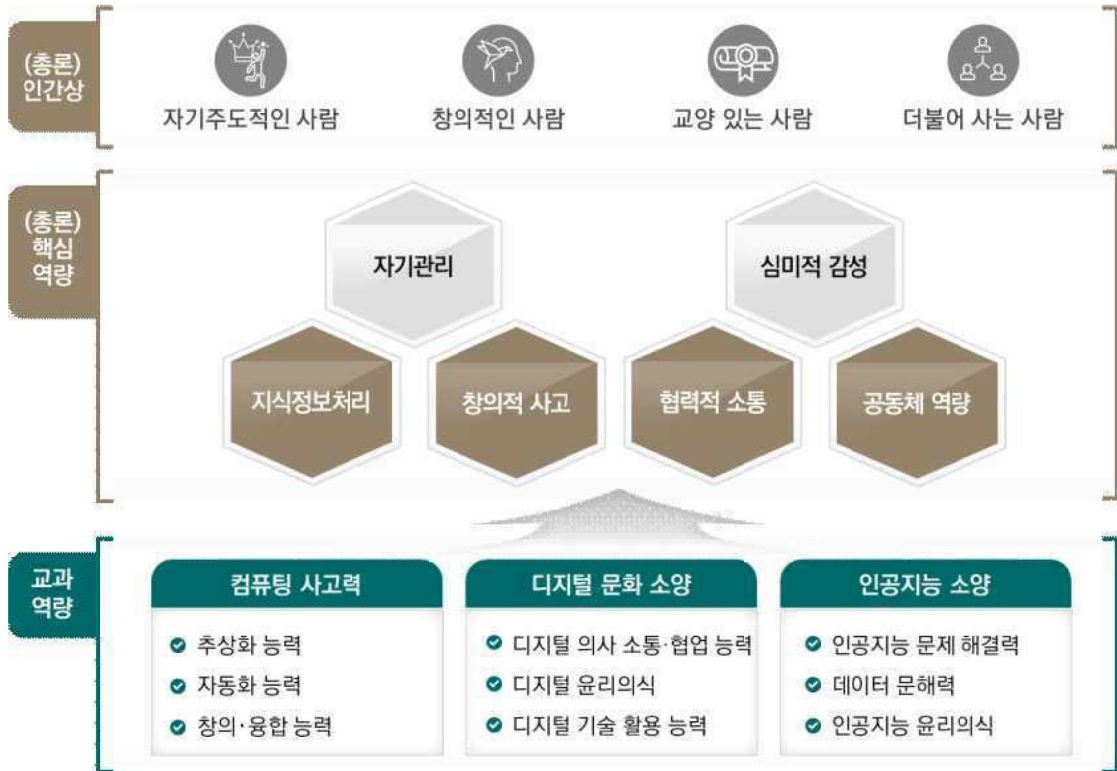 (총론)
인간상
자기주도적인 사람
창의적인 사람
교양 있는 사람
더불어 사는 사람
(총론)
핵심
역량
자기관리
심미적 감성
지식정보처리
창의적 사고
협력적 소통
공동체 역량
교과
역량
컴퓨팅 사고력
추상화 능력
자동화 능력
창의·융합 능력
디지털 문화 소양
디지털 의사 소통·협업 능력
디지털 윤리의식
디지털 기술 활용 능력
인공지능 소양
인공지능 문제 해결력
데이터 문해력
인공지능 윤리의식